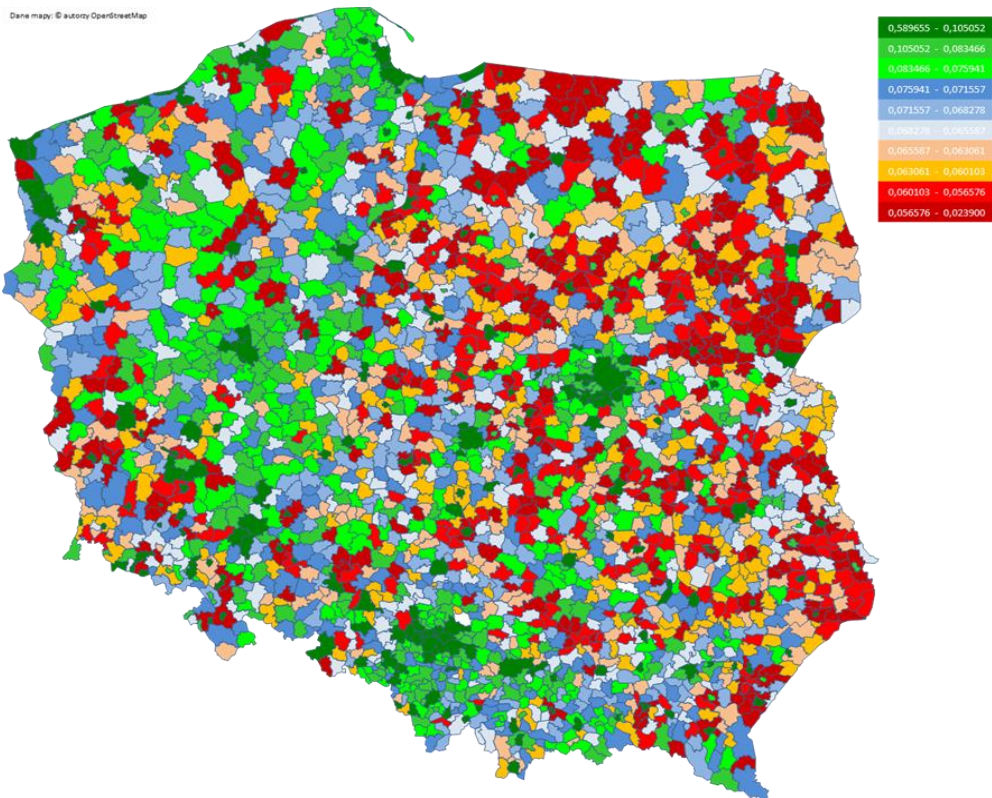 Dane mapy: © autorzy OpenStreetMap
0,589655 - 0,105052
0,105052 - 0,083466
0,083466 - 0,075941
0,075941 - 0,071557
0,071557 - 0,068278
0,068278 - 0,065587
0,065587 - 0,063061
0,063061 - 0,060103
0,060103 - 0,056576
0,056576 - 0,023900